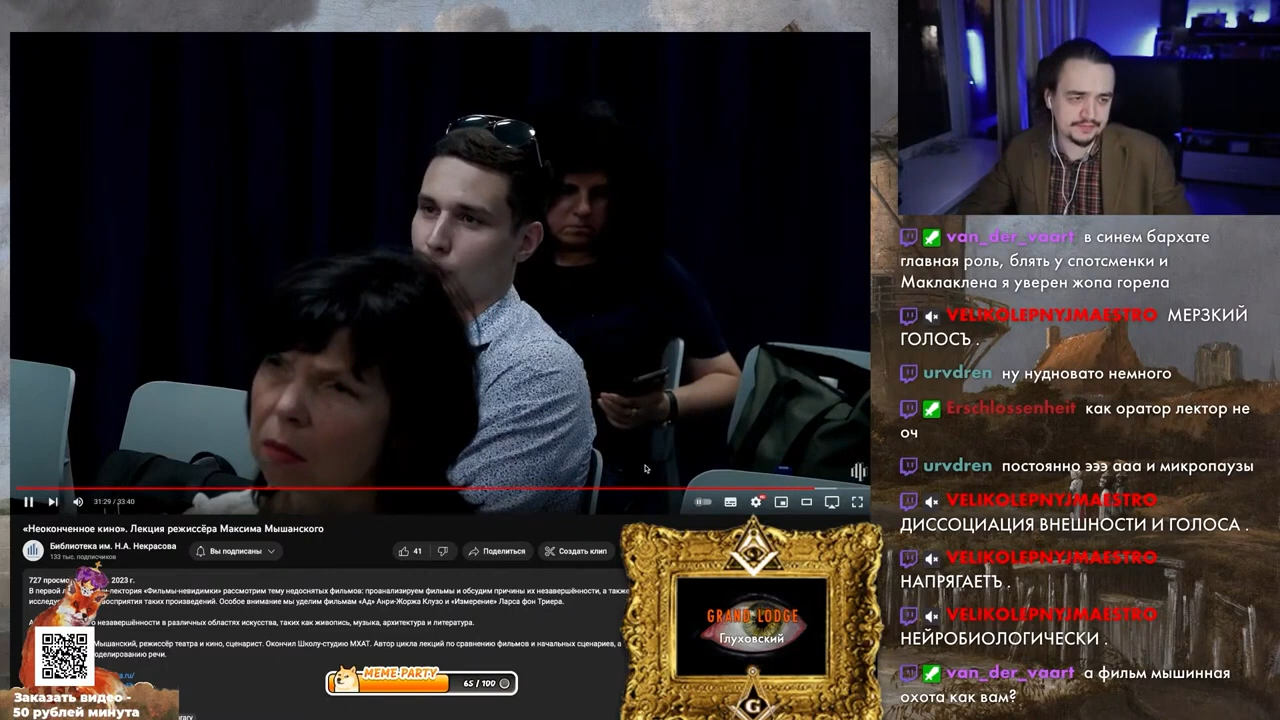 31:29 / 33:40
«Неоконченное кино». Лекция режиссёра Максима Мышанского
Библиотека им. Н.А. Некрасова
133 тыс. подписчиков
Вы подписаны
41
Поделиться
Создать клип
727 просмо
2023 г.
В первой
-лектория «Фильмы-невидимки» рассмотрим тему недоснятых фильмов: проанализируем фильмы и обсудим причины их незавершённости, а также
исследуе
восприятия таких произведений. Особое внимание мы уделим фильмам «Ад» Анри-Жоржа Клузо и «Измерение» Ларса фон Триера.
незавершённости в различных областях искусства, таких как живопись, музыка, архитектура и литература.
Мышанский, режиссёр театра и кино, сценарист. Окончил Школу-студию МХАТ. Автор цикла лекций по сравнению фильмов и начальных сценариев, а
оделированию речи.
Заказать видео -
50 рублей минута
MEME PARTY
65 / 100
GRAND LODGE
Глуховский
G
van_der_vaart в синем бархате
главная роль, блять у спотсменки и
Маклаклена я уверен жопа горела
VELIKOLEPNYJMAESTRO МЕРЗКИЙ
ГОЛОСЪ .
urvdren ну нудновато немного
Erschlossenheit как оратор лектор не
оч
urvdren постоянно эээ ааа и микропаузы
VELIKOLEPNYJMAESTRO
ДИССОЦИАЦИЯ ВНЕШНОСТИ И ГОЛОСА .
VELIKOLEPNYJMAESTRO
НАПРЯГАЕТЪ .
VELIKOLEPNYJMAESTRO
НЕЙРОБИОЛОГИЧЕСКИ .
van_der_vaart а фильм мышинная
охота как вам?